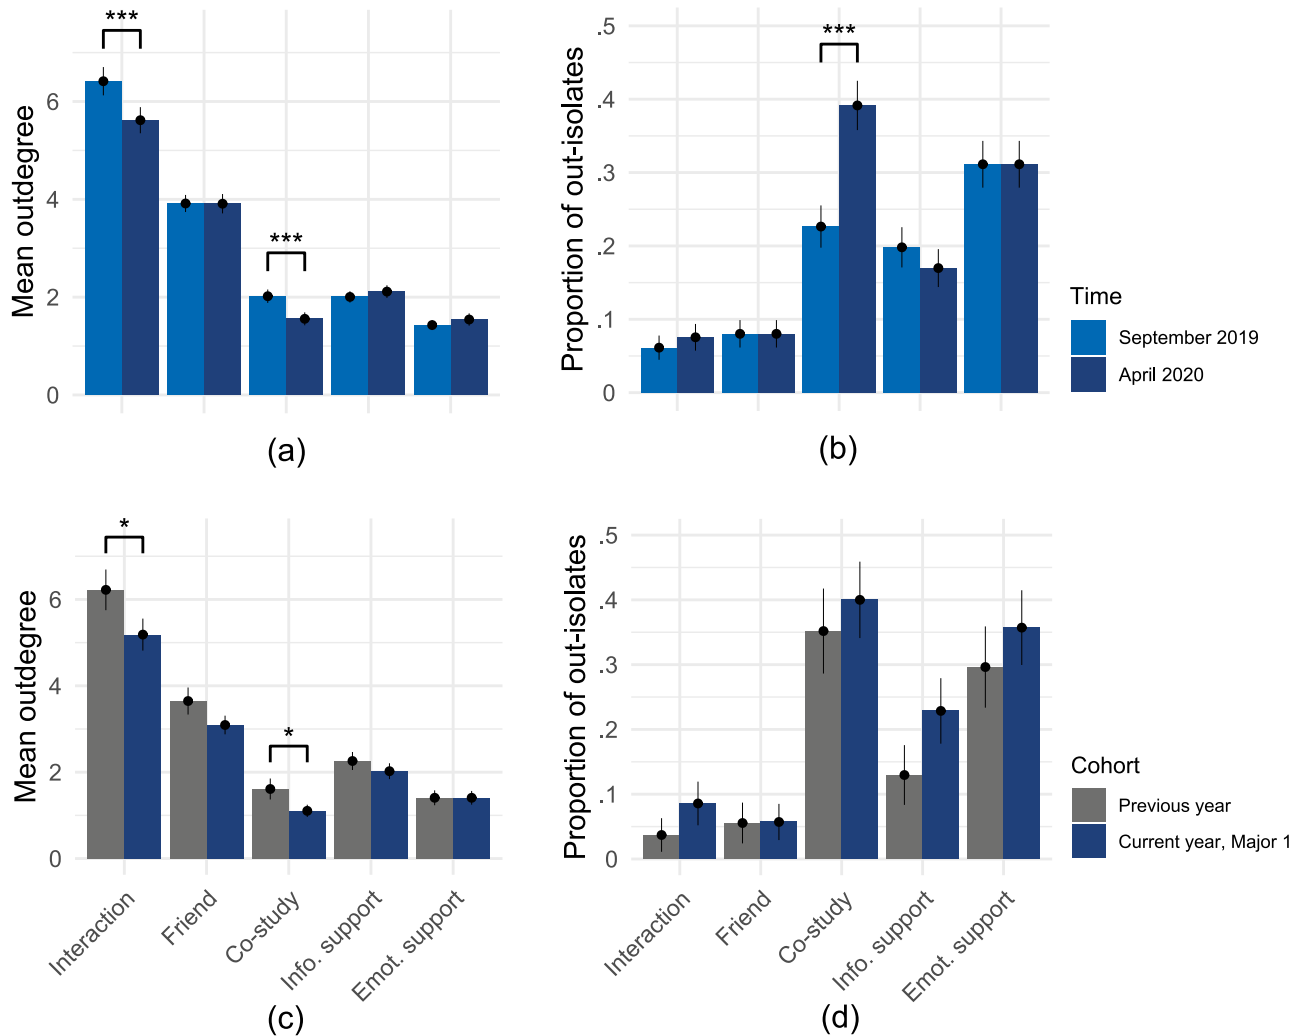 ***
Mean outdegree
6
4
2
0
***
(a)
***
Proportion of out-isolates
.5
.4
.3
.2
.1
0
(b)
Time
September 2019
April 2020
*
Mean outdegree
6
4
2
0
*
Interaction
Friend
Co-study
Info. support
Emot. support
(c)
Proportion of out-isolates
.5
.4
.3
.2
.1
0
Interaction
Friend
Co-study
Info. support
Emot. support
(d)
Cohort
Previous year
Current year, Major 1